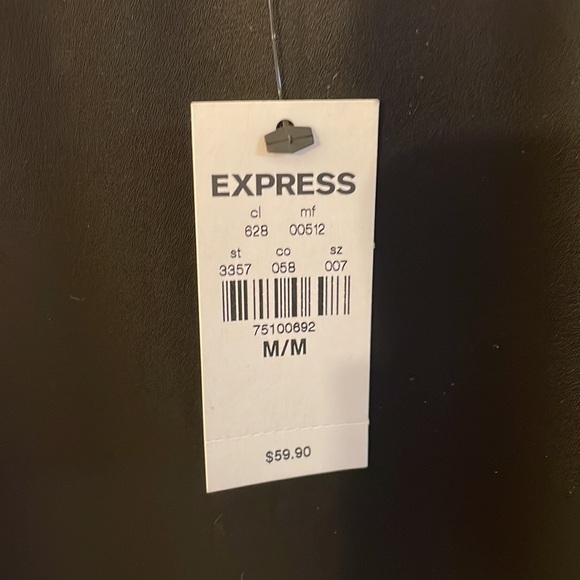 EXPRESS
cl mf
628 00512
st co sz
3357 058 007
75100692
M/M
$59.90